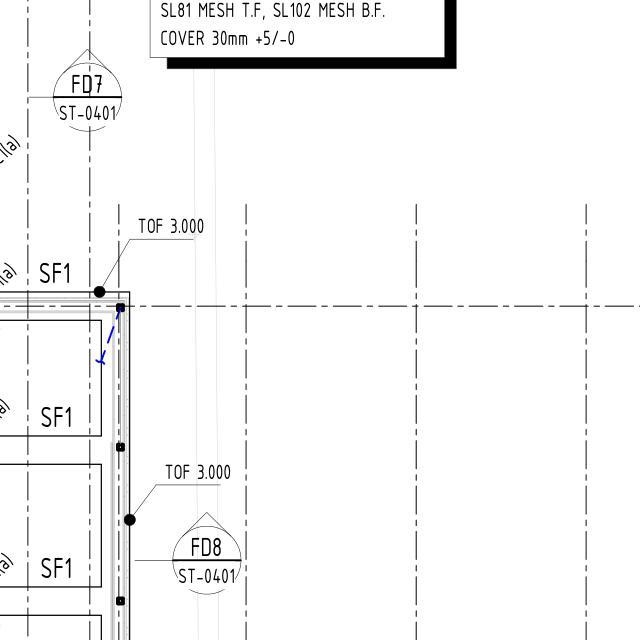 SL81 MESH T.F, SL102 MESH B.F.
COVER 30mm +5/-0
FD7
ST-0401
TOF 3.000
SF1
SF1
TOF 3.000
FD8
ST-0401
SF1